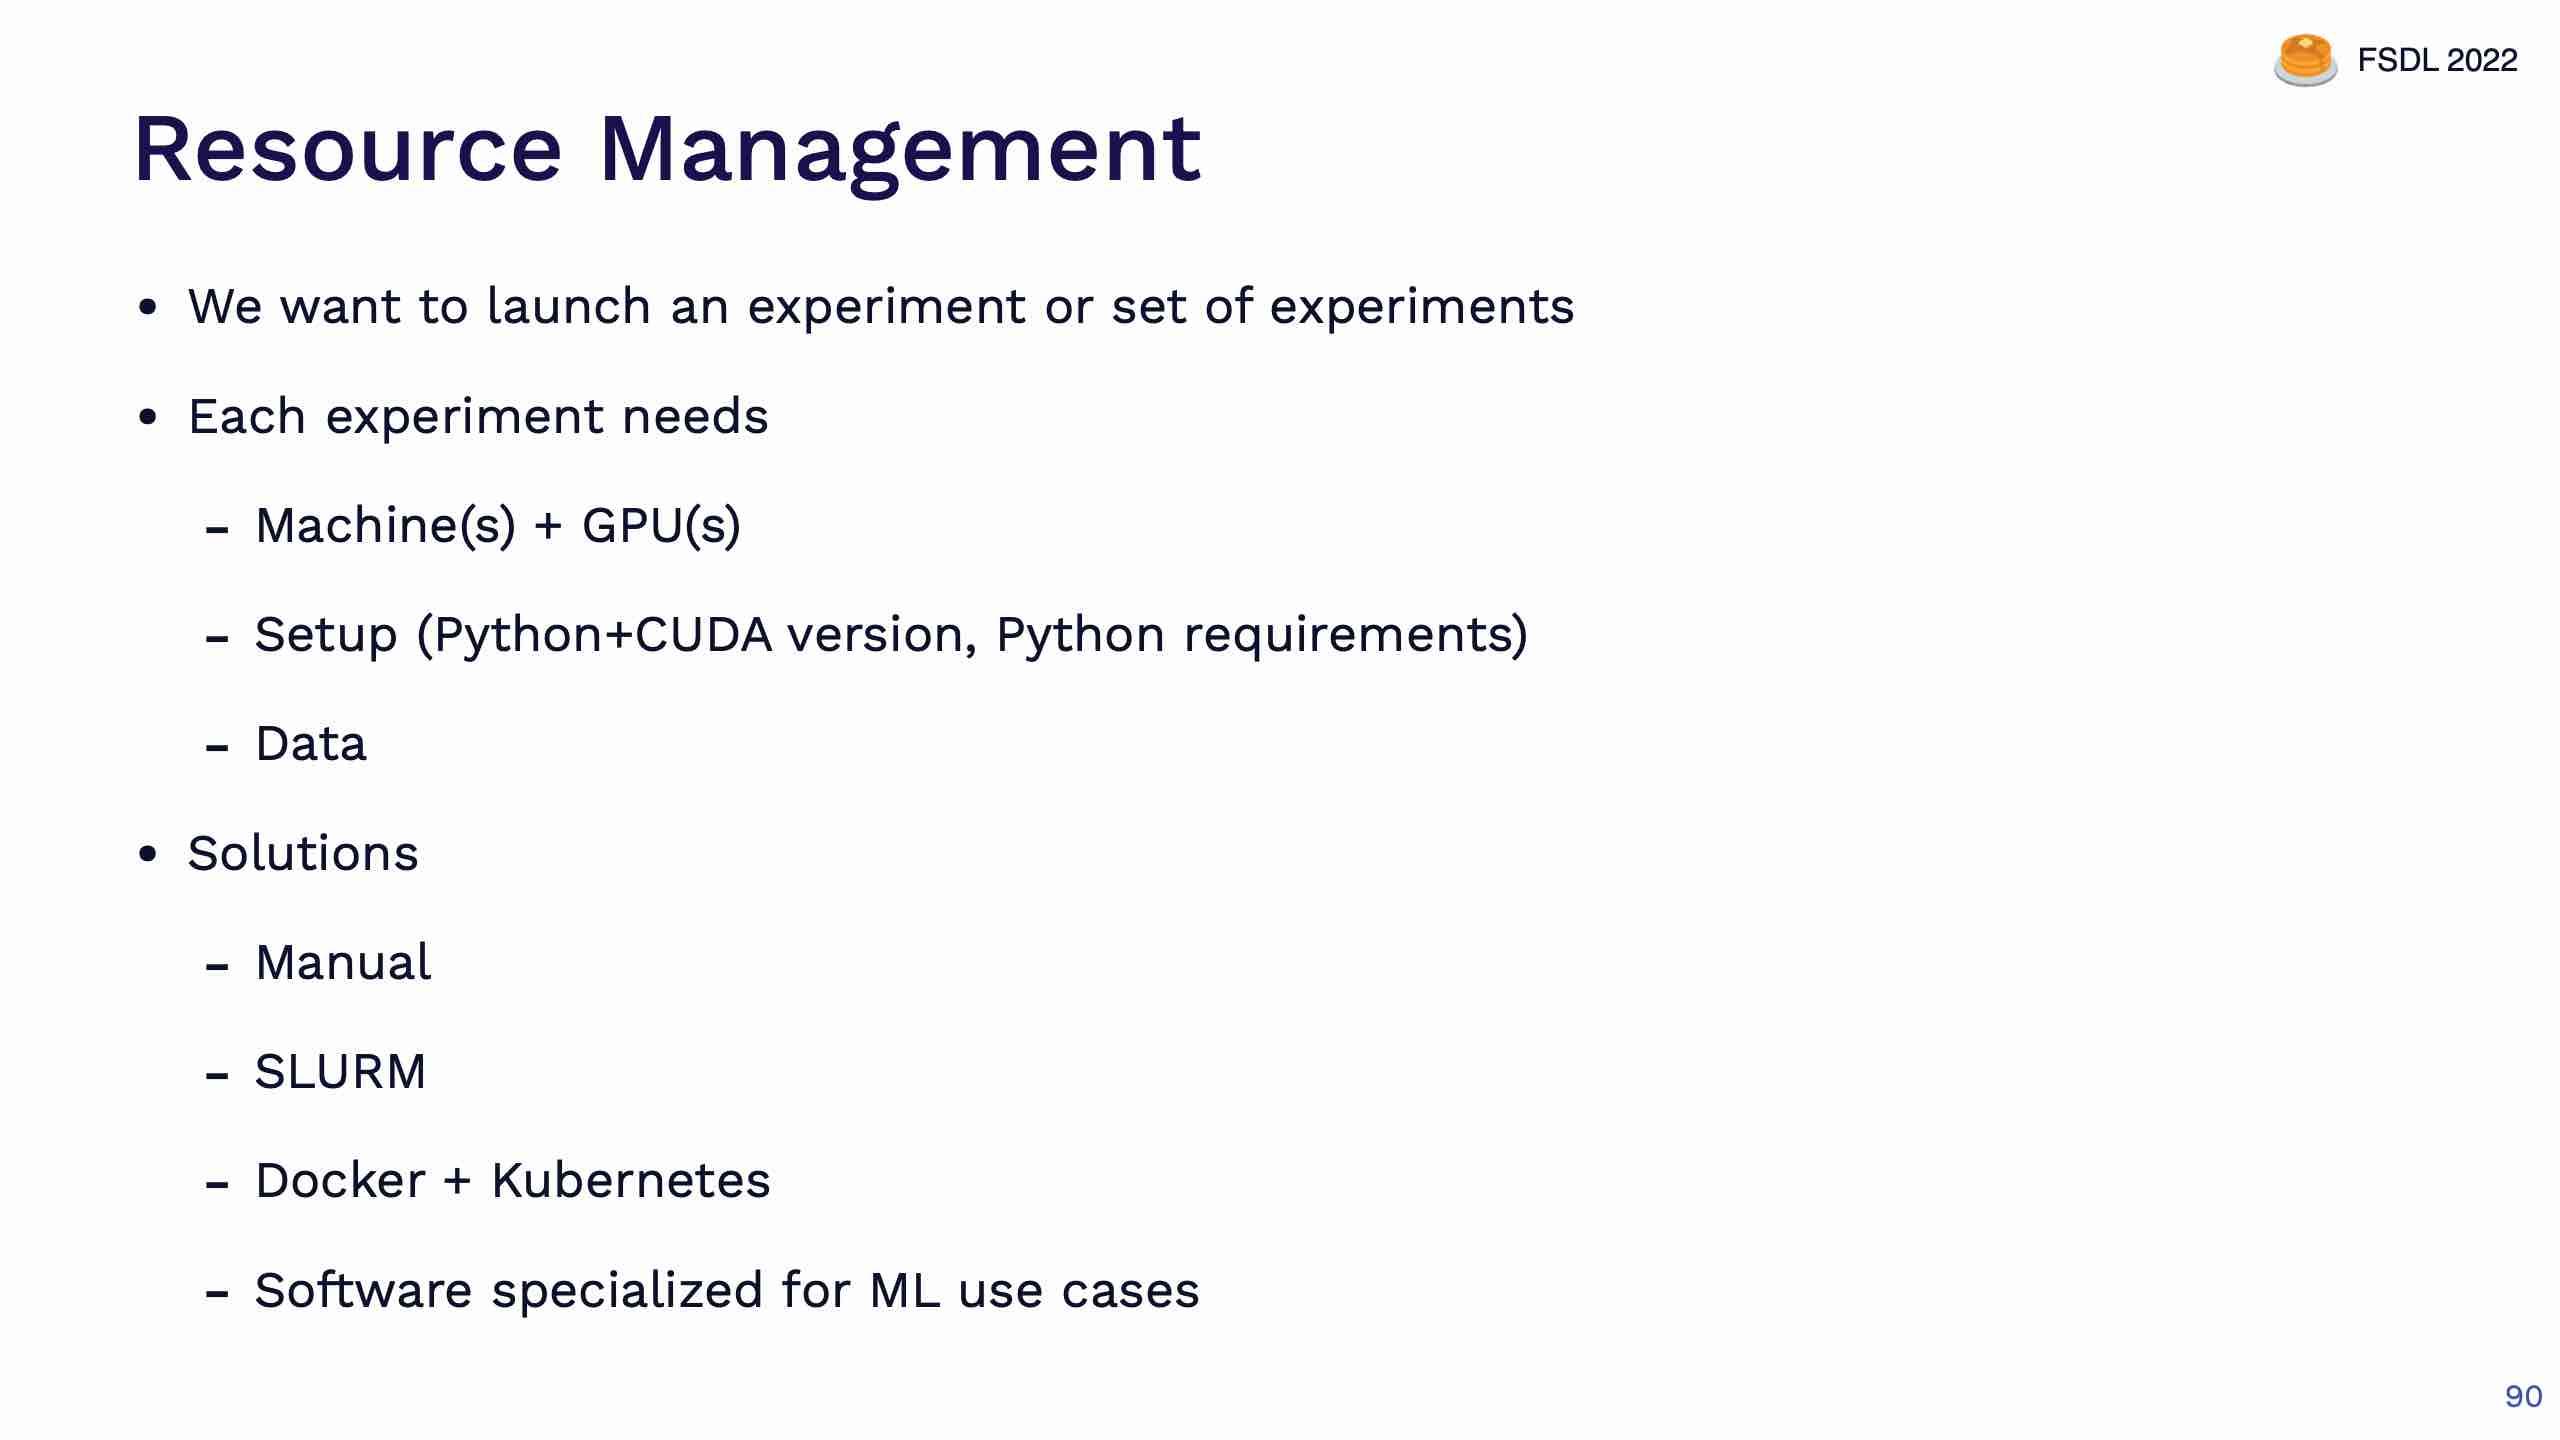 FSDL 2022
Resource Management
• We want to launch an experiment or set of experiments
• Each experiment needs
- Machine(s) + GPU(s)
- Setup (Python+CUDA version, Python requirements)
- Data
• Solutions
- Manual
- SLURM
- Docker + Kubernetes
- Software specialized for ML use cases
90